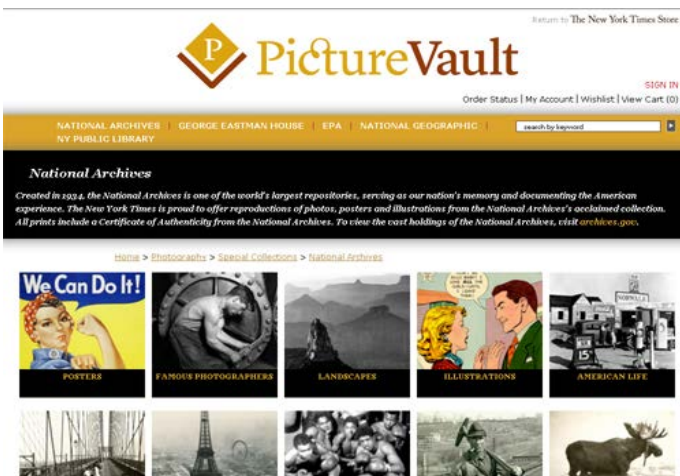 Return to The New York Times Store
P
PictureVault
SIGN IN
Order Status | My Account | Wishlist | View Cart (0)
NATIONAL ARCHIVES | GEORGE EASTMAN HOUSE | EPA | NATIONAL GEOGRAPHIC |
search by keyword
NY PUBLIC LIBRARY
National Archives
Created in 1934, the National Archives is one of the world's largest repositories, serving as our nation's memory and documenting the American
experience. The New York Times is proud to offer reproductions of photos, posters and illustrations from the National Archives's acclaimed collection.
All prints include a Certificate of Authenticity from the National Archives. To view the vast holdings of the National Archives, visit archives.gov.
Home > Photographs > Special Collections > National Archives
We Can Do It!
NORWALK
15
POSTERS
FAMOUS PHOTOGRAPHERS
LANDSCAPES
ILLUSTRATIONS
AMERICAN LIFE